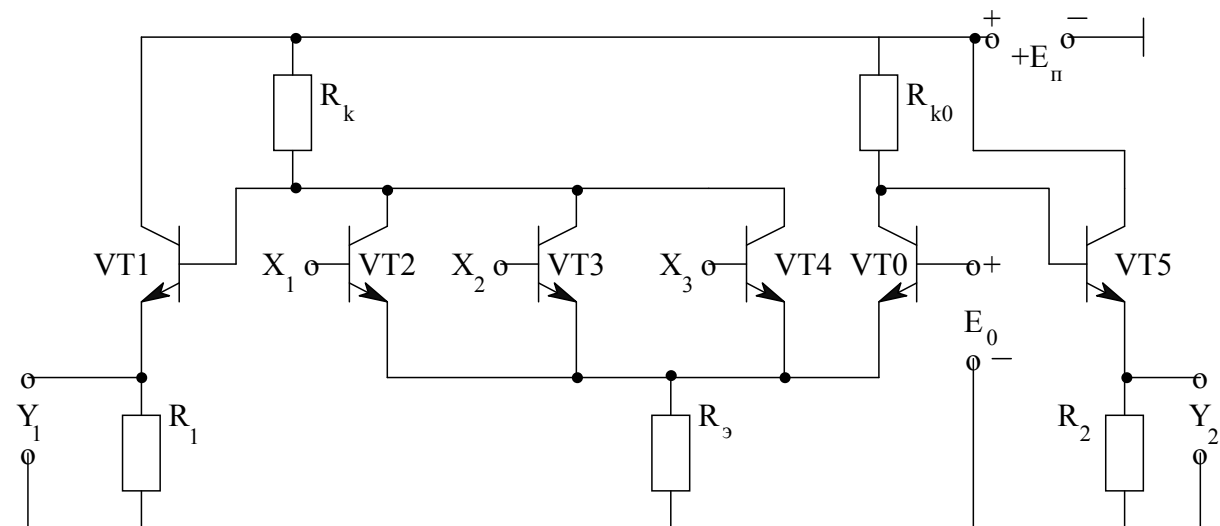 + −
+E п
R k
R k0
VT1
X 1
VT2
X 2
VT3
X 3
VT4
VT0
+
VT5
E 0
−
Y 1
R 1
R э
R 2
Y 2